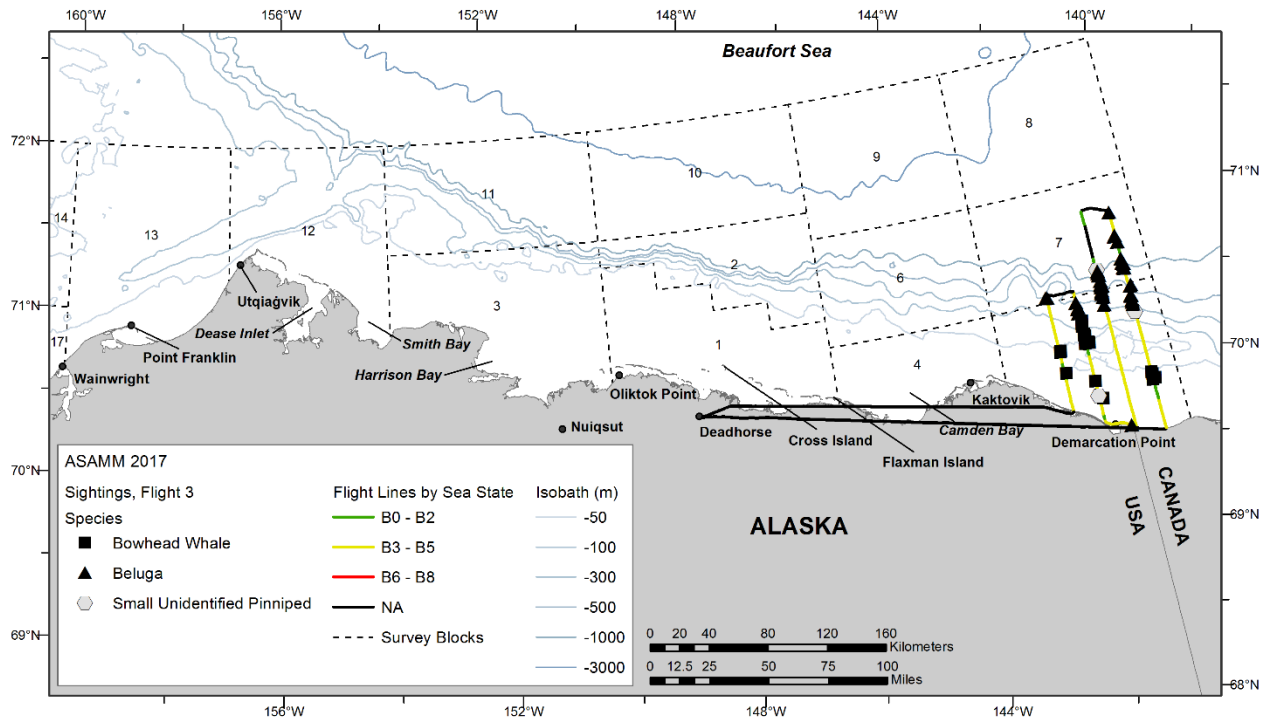 160°W
156°W
152°W
148°W
144°W
140°W
Beaufort Sea
72°N
71°N
70°N
69°N
71°N
70°N
69°N
68°N
156°W
152°W
148°W
144°W
14
13
12
11
10
9
8
7
6
2
3
1
4
17
Utqiaġvik
Dease Inlet
Point Franklin
Wainwright
Smith Bay
Harrison Bay
Oliktok Point
Nuiqsut
Deadhorse
Cross Island
Flaxman Island
Camden Bay
Kaktovik
Demarcation Point
ALASKA
USA
CANADA
ASAMM 2017
Sightings, Flight 3
Species
Bowhead Whale
Beluga
Small Unidentified Pinniped
Flight Lines by Sea State
B0 - B2
B3 - B5
B6 - B8
NA
Survey Blocks
Isobath (m)
-50
-100
-300
-500
-1000
-3000
0 20 40 80 120 160
Kilometers
0 12.5 25 50 75 100
Miles